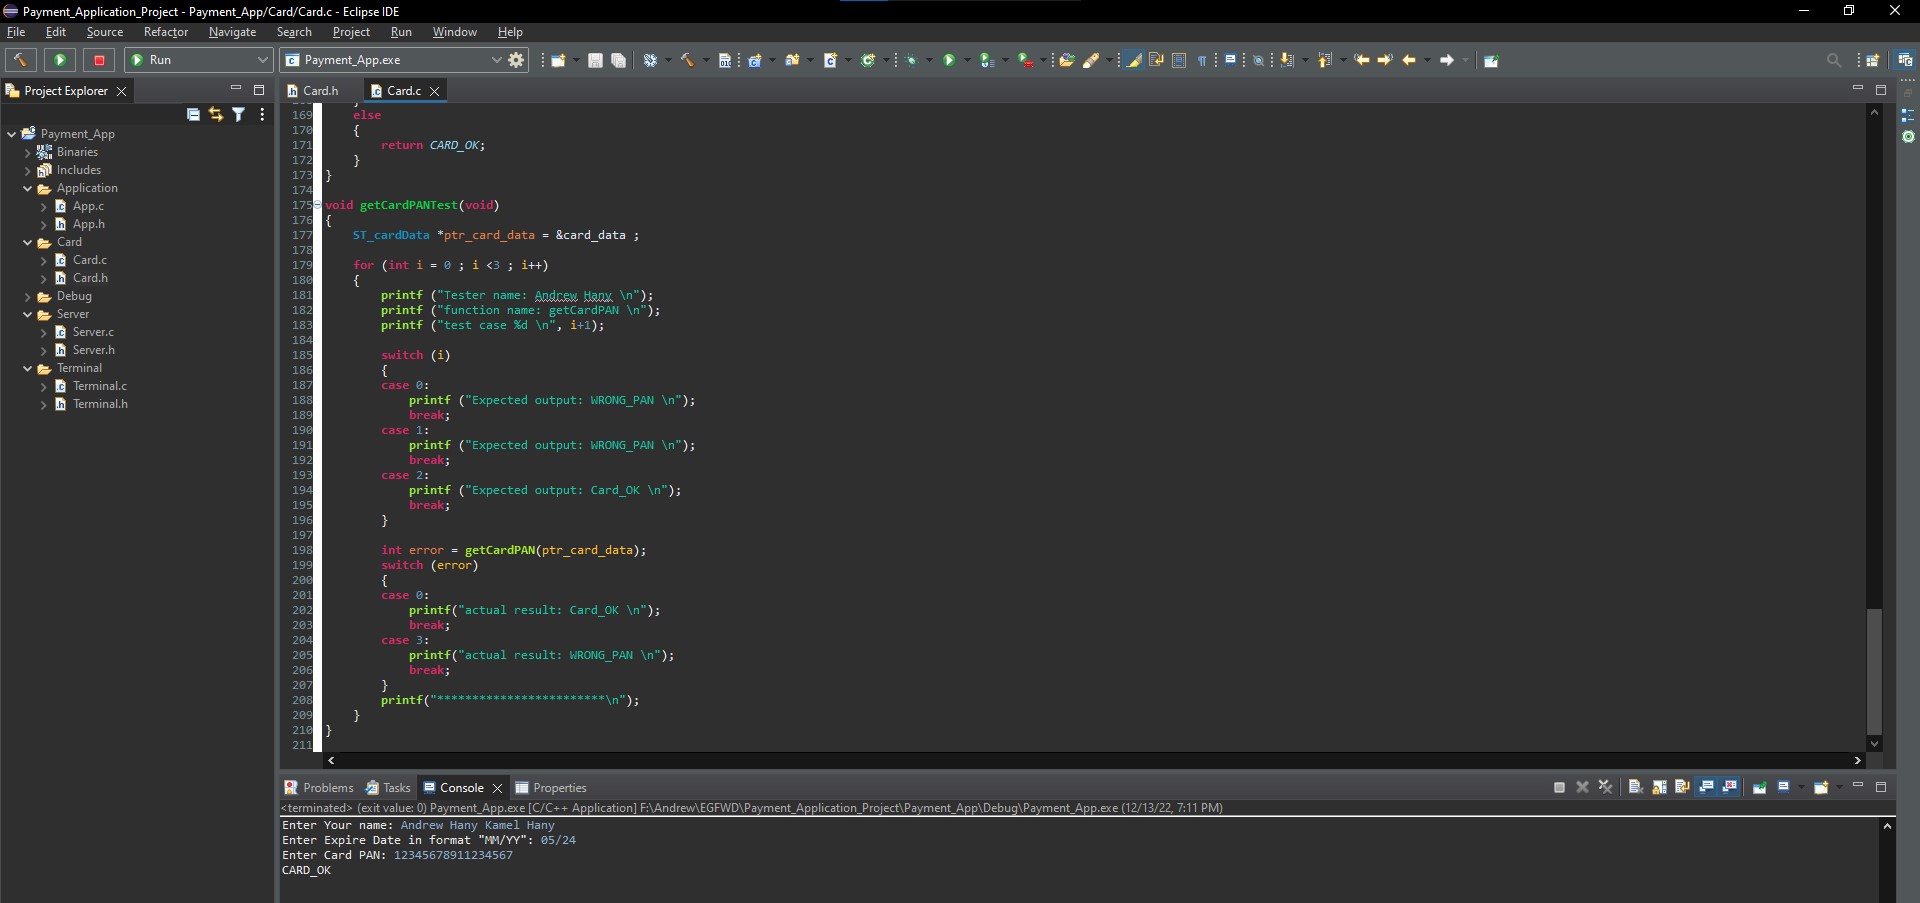 Payment_Application_Project - Payment_App/Card/Card.c - Eclipse IDE
File Edit Source Refactor Navigate Search Project Run Window Help
Run Payment_App.exe
Project Explorer
Payment_App
Binaries
Includes
Application
App.c
App.h
Card
Card.c
Card.h
Debug
Server
Server.c
Server.h
Terminal
Terminal.c
Terminal.h
Card.h Card.c
169 else
170 {
171 return CARD_OK;
172 }
173 }
174
175 void getCardPANTest(void)
176 {
177 ST_cardData *ptr_card_data = &card_data ;
178
179 for (int i = 0 ; i <3 ; i++)
180 {
181 printf ("Tester name: Andrew Hany \n");
182 printf ("function name: getCardPAN \n");
183 printf ("test case %d \n", i+1);
184
185 switch (i)
186 {
187 case 0:
188 printf ("Expected output: WRONG_PAN \n");
189 break;
190 case 1:
191 printf ("Expected output: WRONG_PAN \n");
192 break;
193 case 2:
194 printf ("Expected output: Card_OK \n");
195 break;
196 }
197
198 int error = getCardPAN(ptr_card_data);
199 switch (error)
200 {
201 case 0:
202 printf("actual result: Card_OK \n");
203 break;
204 case 3:
205 printf("actual result: WRONG_PAN \n");
206 break;
207 }
208 printf("************************\n");
209 }
210 }
211
Problems Tasks Console Properties
<terminated> (exit value: 0) Payment_App.exe [C/C++ Application] F:\Andrew\EGFWD\Payment_Application_Project\Payment_App\Debug\Payment_App.exe (12/13/22, 7:11 PM)
Enter Your name: Andrew Hany Kamel Hany
Enter Expire Date in format "MM/YY": 05/24
Enter Card PAN: 12345678911234567
CARD_OK